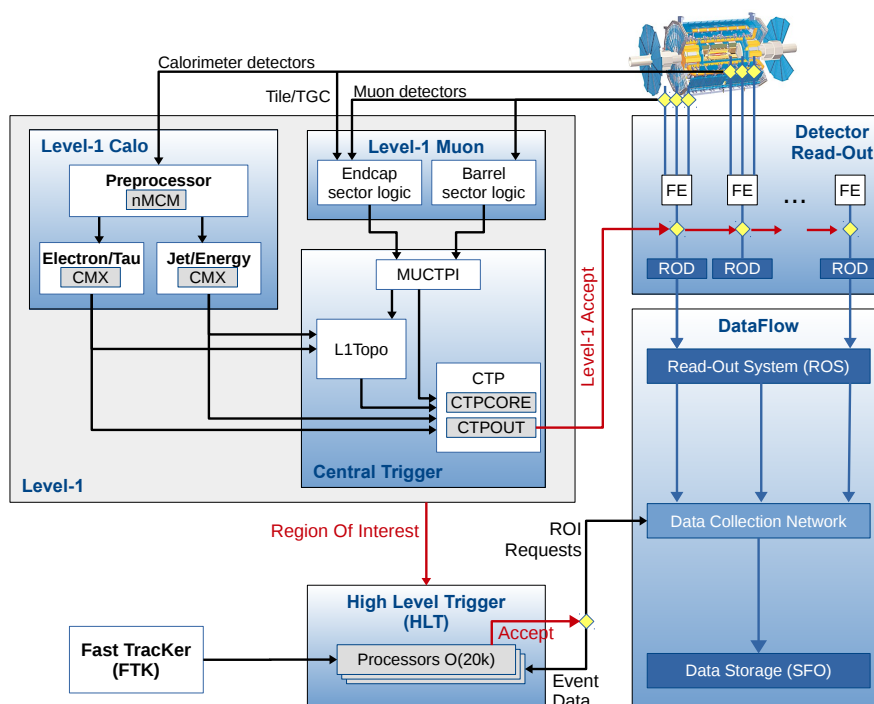 Calorimeter detectors
Tile/TGC
Muon detectors
Level-1 Calo
Preprocessor
nMCM
Electron/Tau
CMX
Jet/Energy
CMX
Level-1 Muon
Endcap
sector logic
Barrel
sector logic
MUCTPI
L1Topo
CTP
CTPCORE
CTPOUT
Central Trigger
Level-1
Level-1 Accept
Detector
Read-Out
FE
FE
...
FE
ROD
ROD
ROD
DataFlow
Read-Out System (ROS)
Data Collection Network
Data Storage (SFO)
Region Of Interest
ROI
Requests
High Level Trigger
(HLT)
Accept
Processors O(20k)
Event
Data
Fast TracKer
(FTK)